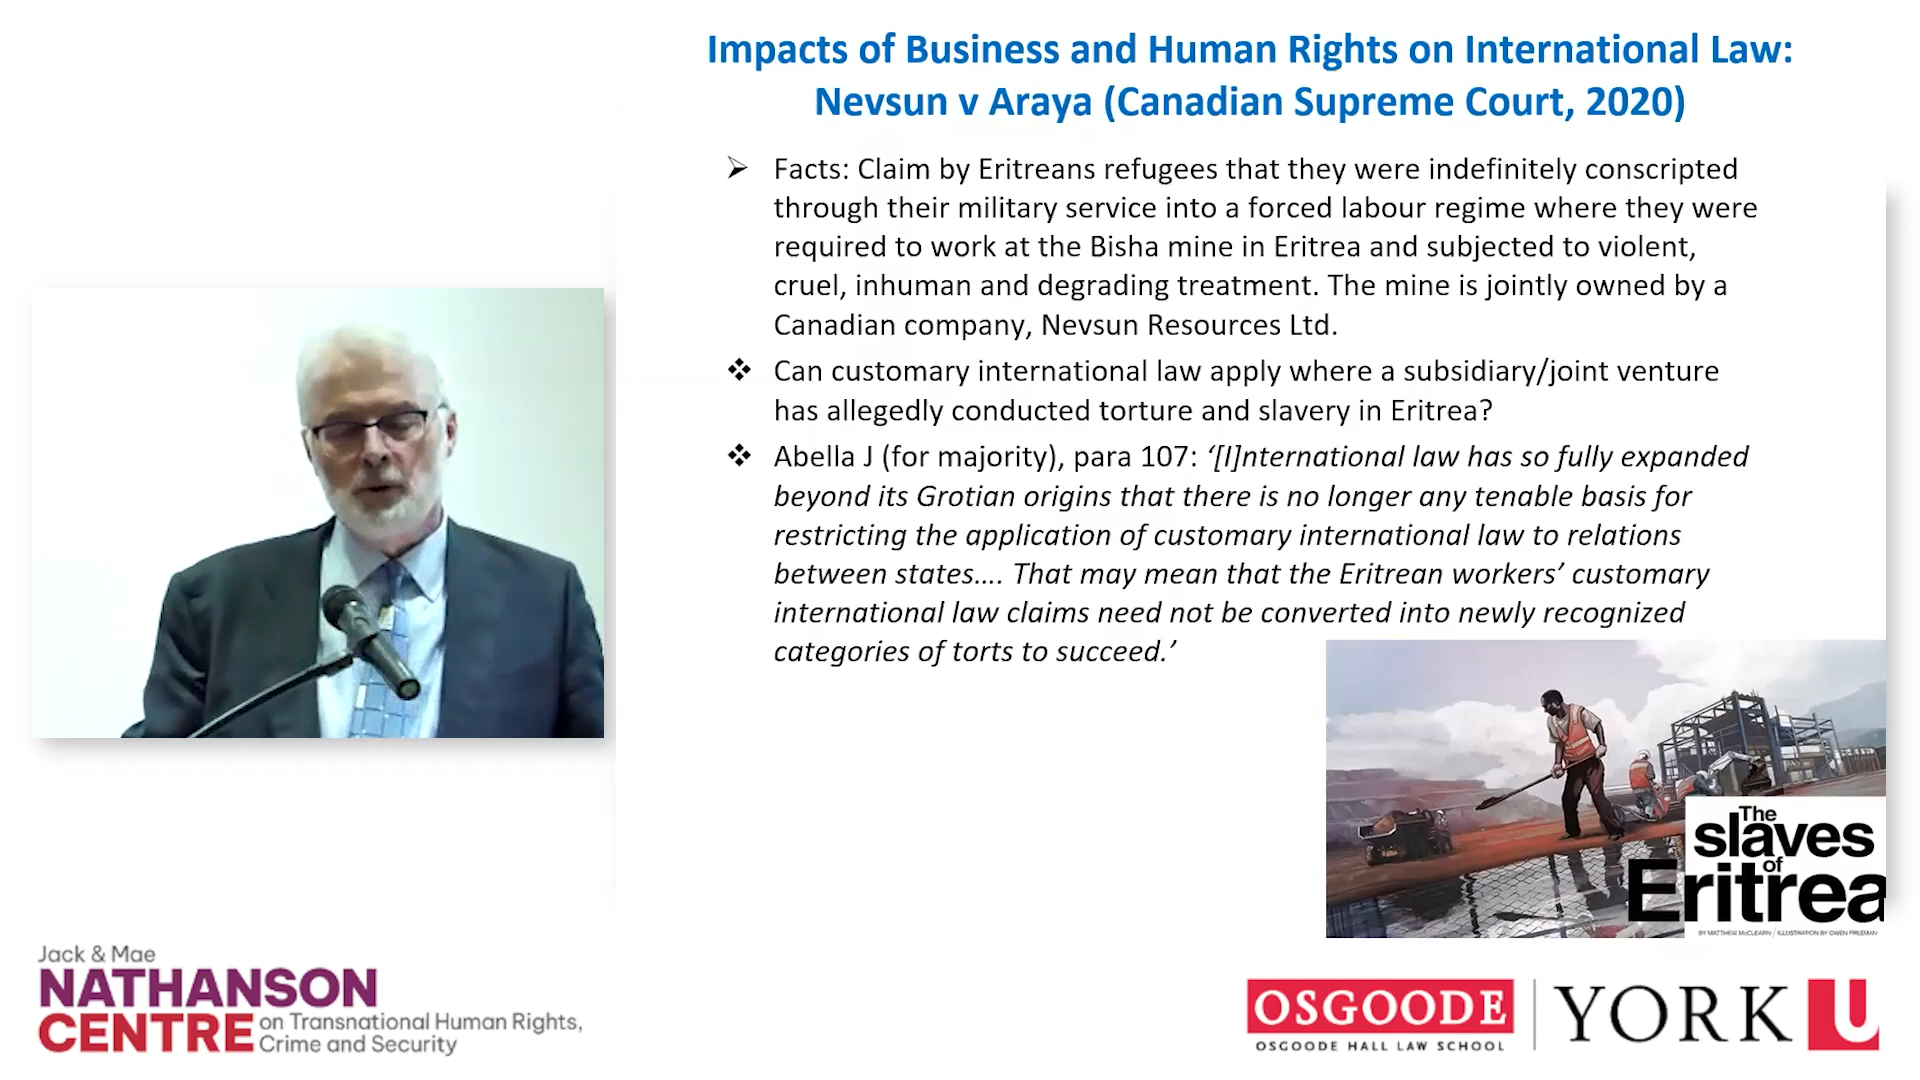 Impacts of Business and Human Rights on International Law:
Nevsun v Araya (Canadian Supreme Court, 2020)
Facts: Claim by Eritreans refugees that they were indefinitely conscripted
through their military service into a forced labour regime where they were
required to work at the Bisha mine in Eritrea and subjected to violent,
cruel, inhuman and degrading treatment. The mine is jointly owned by a
Canadian company, Nevsun Resources Ltd.
Can customary international law apply where a subsidiary/joint venture
has allegedly conducted torture and slavery in Eritrea?
Abella J (for majority), para 107: ‘[I]nternational law has so fully expanded
beyond its Grotian origins that there is no longer any tenable basis for
restricting the application of customary international law to relations
between states…. That may mean that the Eritrean workers’ customary
international law claims need not be converted into newly recognized
categories of torts to succeed.’
The
slaves
of
Eritrea
BY MATTHEW McCLEARN / ILLUSTRATION BY OWEN FREEMAN
Jack & Mae
NATHANSON
CENTRE on Transnational Human Rights,
Crime and Security
OSGOODE
OSGOODE HALL LAW SCHOOL
YORK U